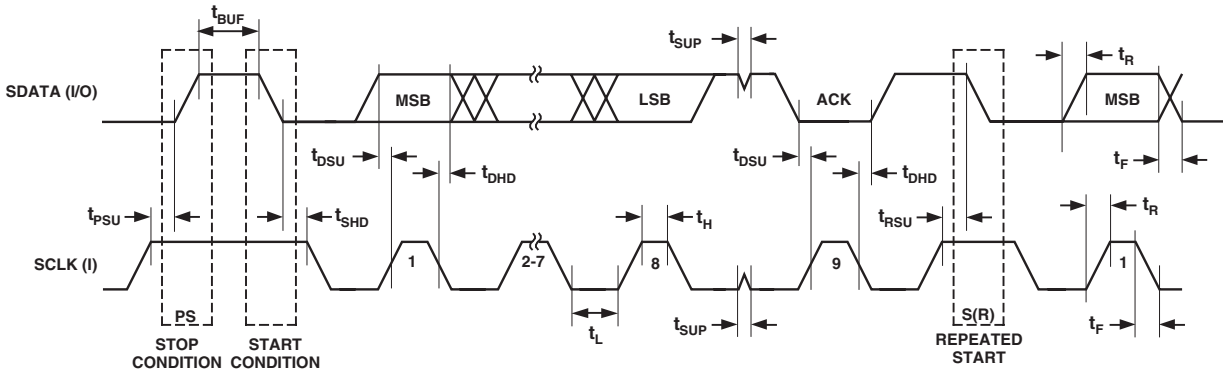 tBUF
tSUP
tR
SDATA (I/O)
MSB
LSB
ACK
MSB
tDSU
tDHD
tDSU
tDHD
tF
tPSU
tSHD
tH
tRSU
tR
SCLK (I)
1
2-7
8
9
1
PS
tL
tSUP
S(R)
tF
STOP
CONDITION
START
CONDITION
REPEATED
START